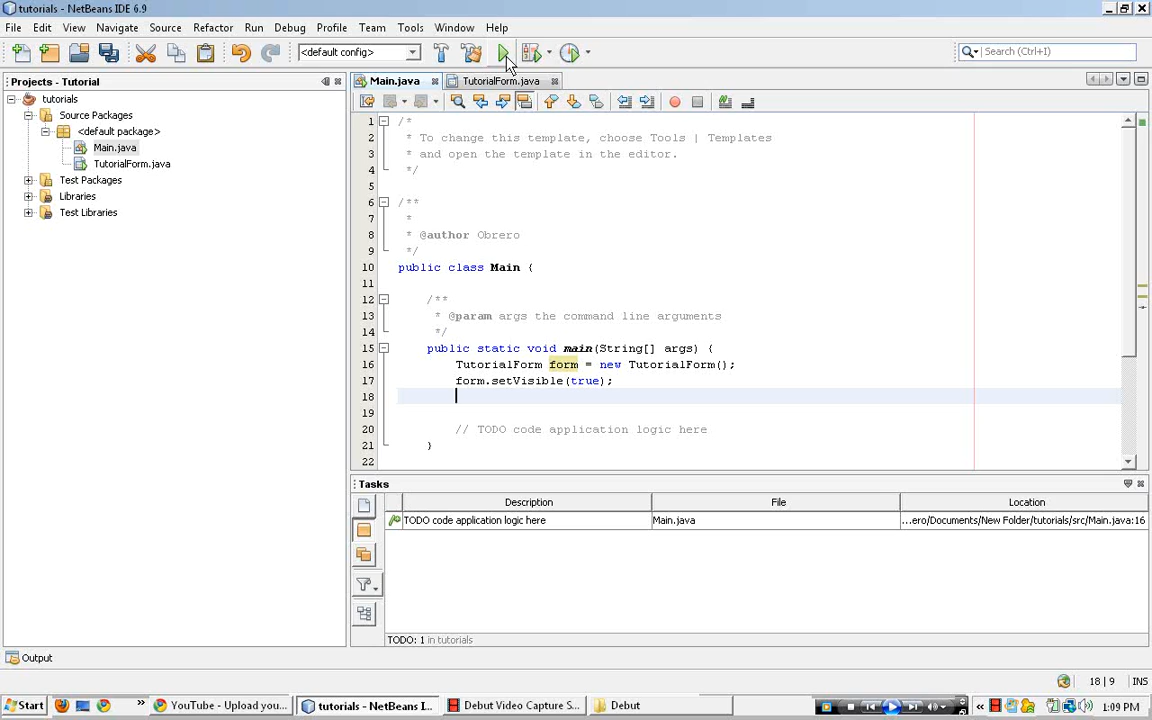 tutorials - NetBeans IDE 6.9
File Edit View Navigate Source Refactor Run Debug Profile Team Tools Window Help
<default config>
Search (Ctrl+I)
Projects - Tutorial
tutorials
Source Packages
<default package>
Main.java
TutorialForm.java
Test Packages
Libraries
Test Libraries
Main.java TutorialForm.java
1 /*
2 * To change this template, choose Tools | Templates
3 * and open the template in the editor.
4 */
5
6 /**
7 *
8 * @author Obrero
9 */
10 public class Main {
11
12 /**
13 * @param args the command line arguments
14 */
15 public static void main(String[] args) {
16 TutorialForm form = new TutorialForm();
17 form.setVisible(true);
18
19
20 // TODO code application logic here
21 }
22
Tasks
Description File Location
TODO code application logic here Main.java ...ero/Documents/New Folder/tutorials/src/Main.java:16
TODO: 1 in tutorials
Output
18 | 9 INS
Start YouTube - Upload you... tutorials - NetBeans I... Debut Video Capture S... Debut 1:09 PM